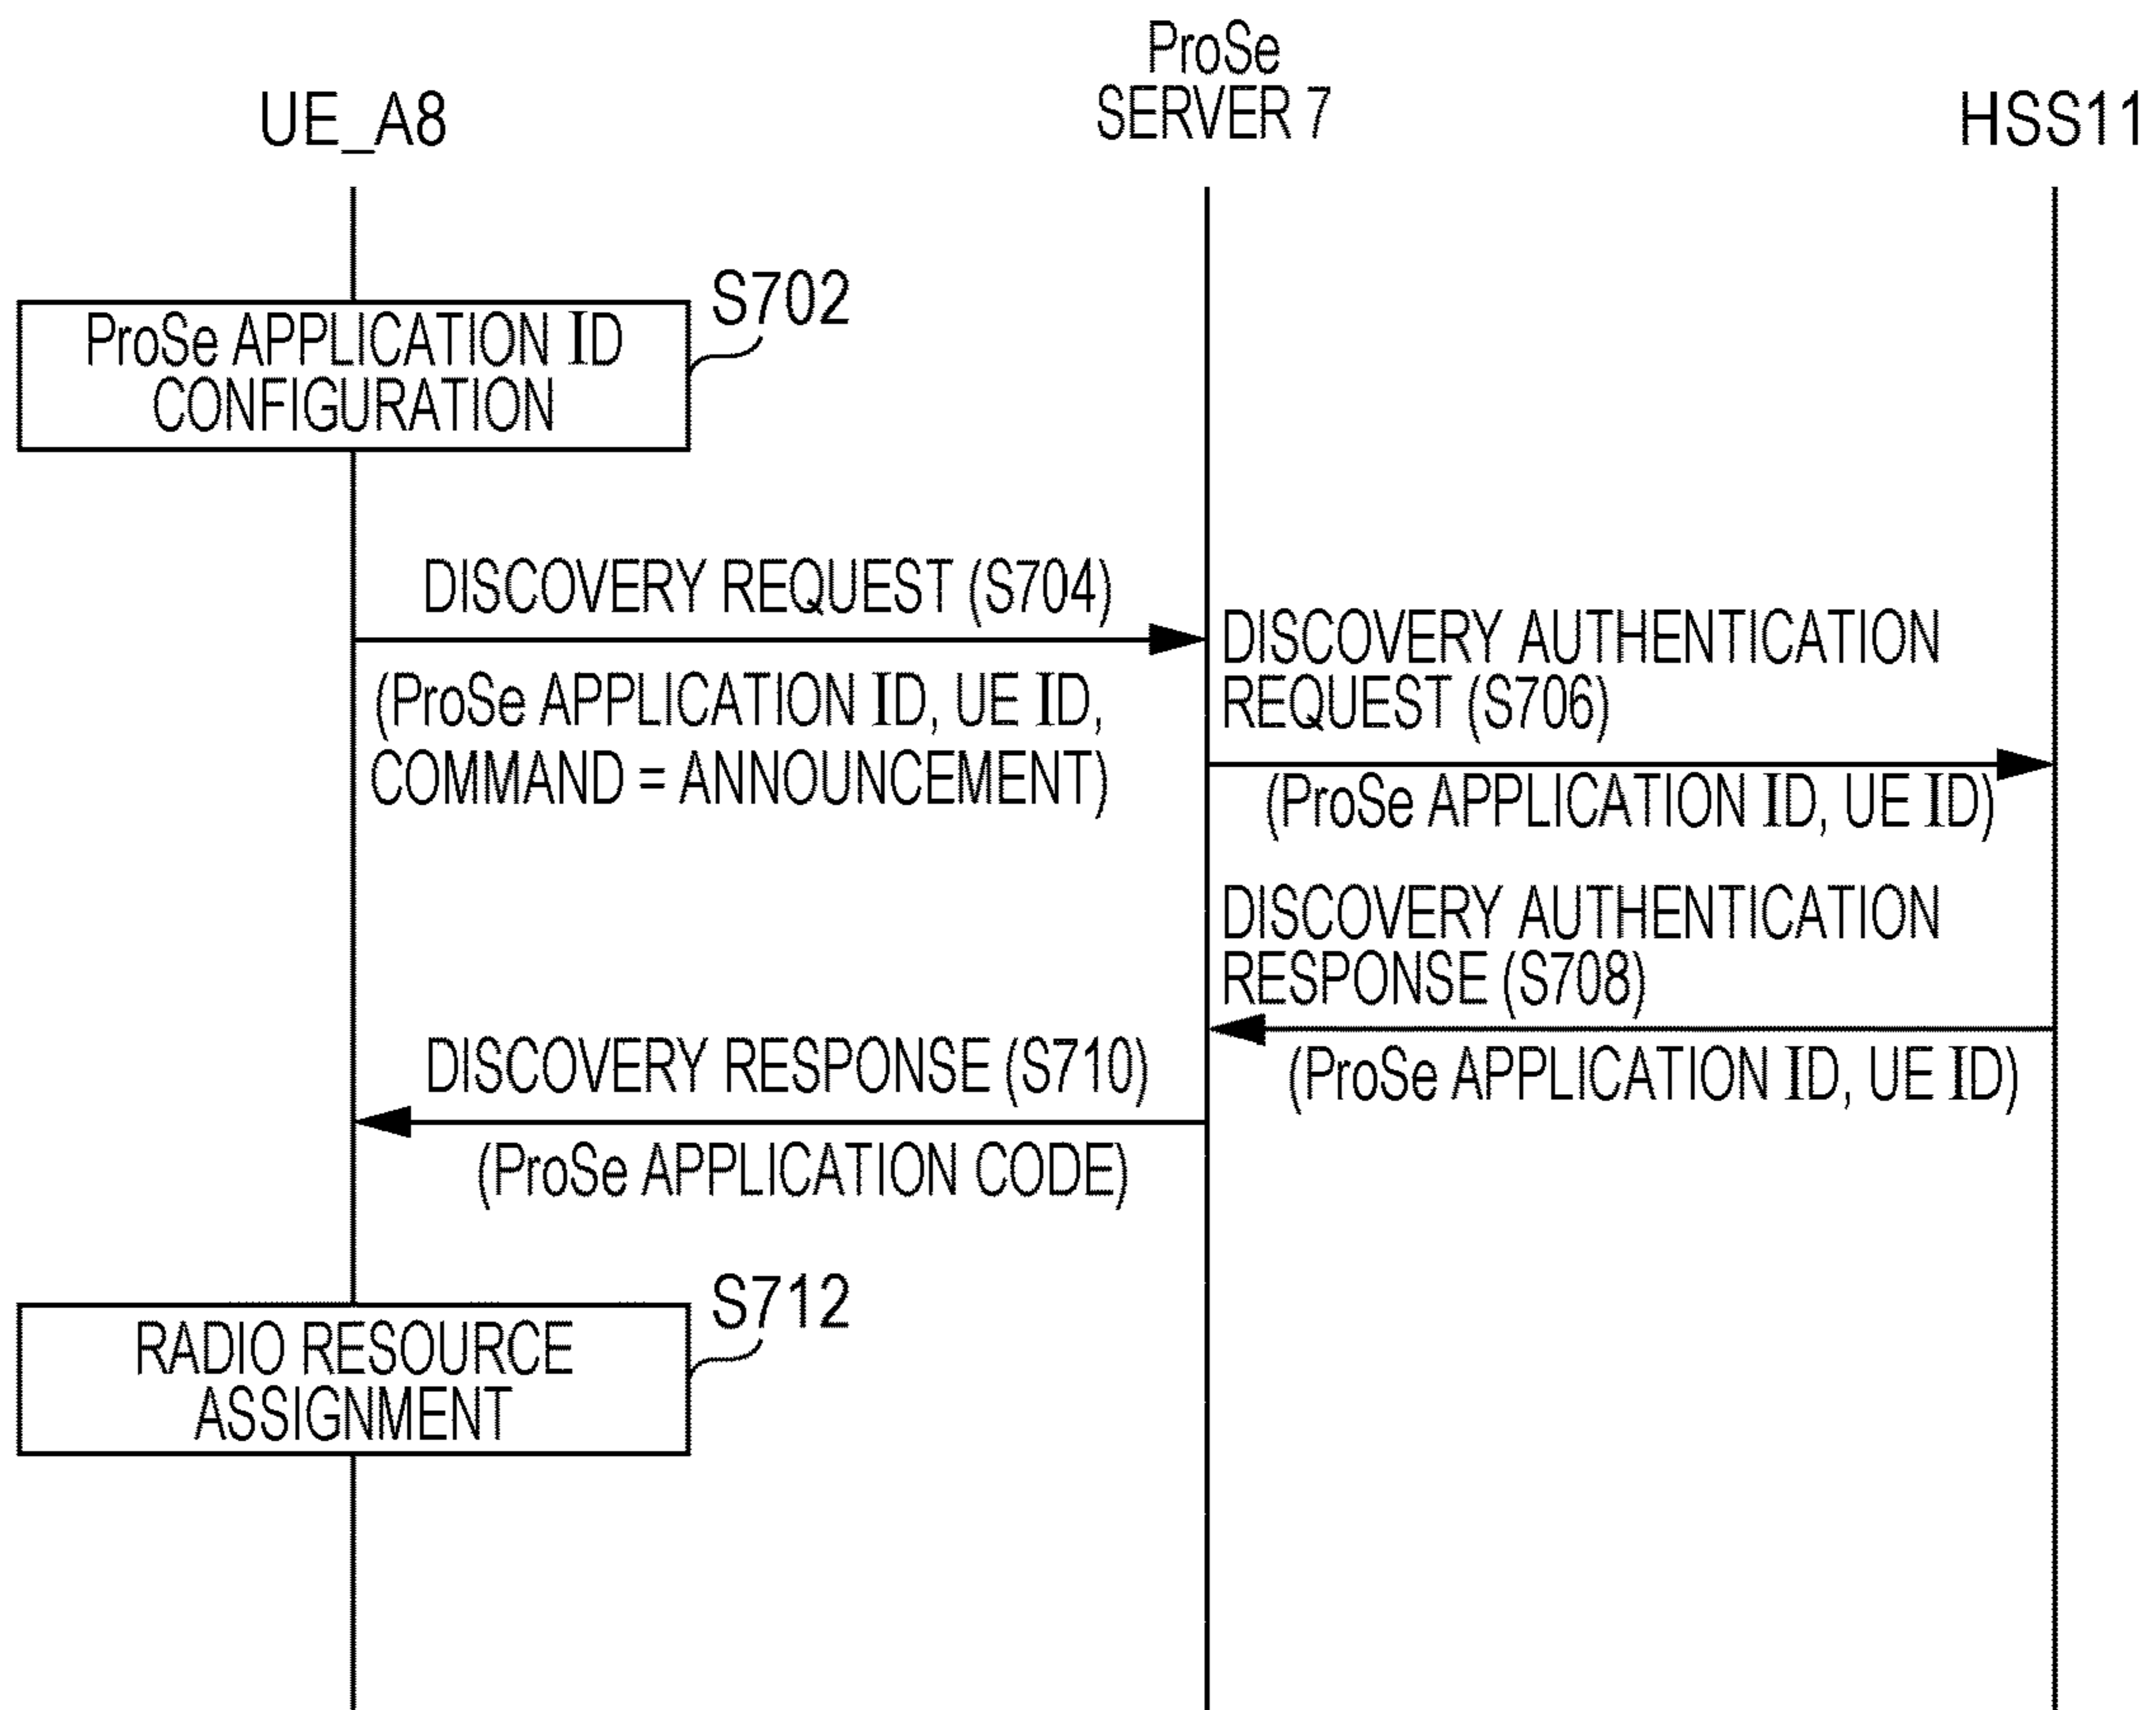 UE_A8
ProSe
SERVER 7
HSS11
S702
ProSe APPLICATION ID
CONFIGURATION
DISCOVERY REQUEST (S704)
(ProSe APPLICATION ID, UE ID,
COMMAND = ANNOUNCEMENT)
DISCOVERY AUTHENTICATION
REQUEST (S706)
(ProSe APPLICATION ID, UE ID)
DISCOVERY AUTHENTICATION
RESPONSE (S708)
(ProSe APPLICATION ID, UE ID)
DISCOVERY RESPONSE (S710)
(ProSe APPLICATION CODE)
S712
RADIO RESOURCE
ASSIGNMENT